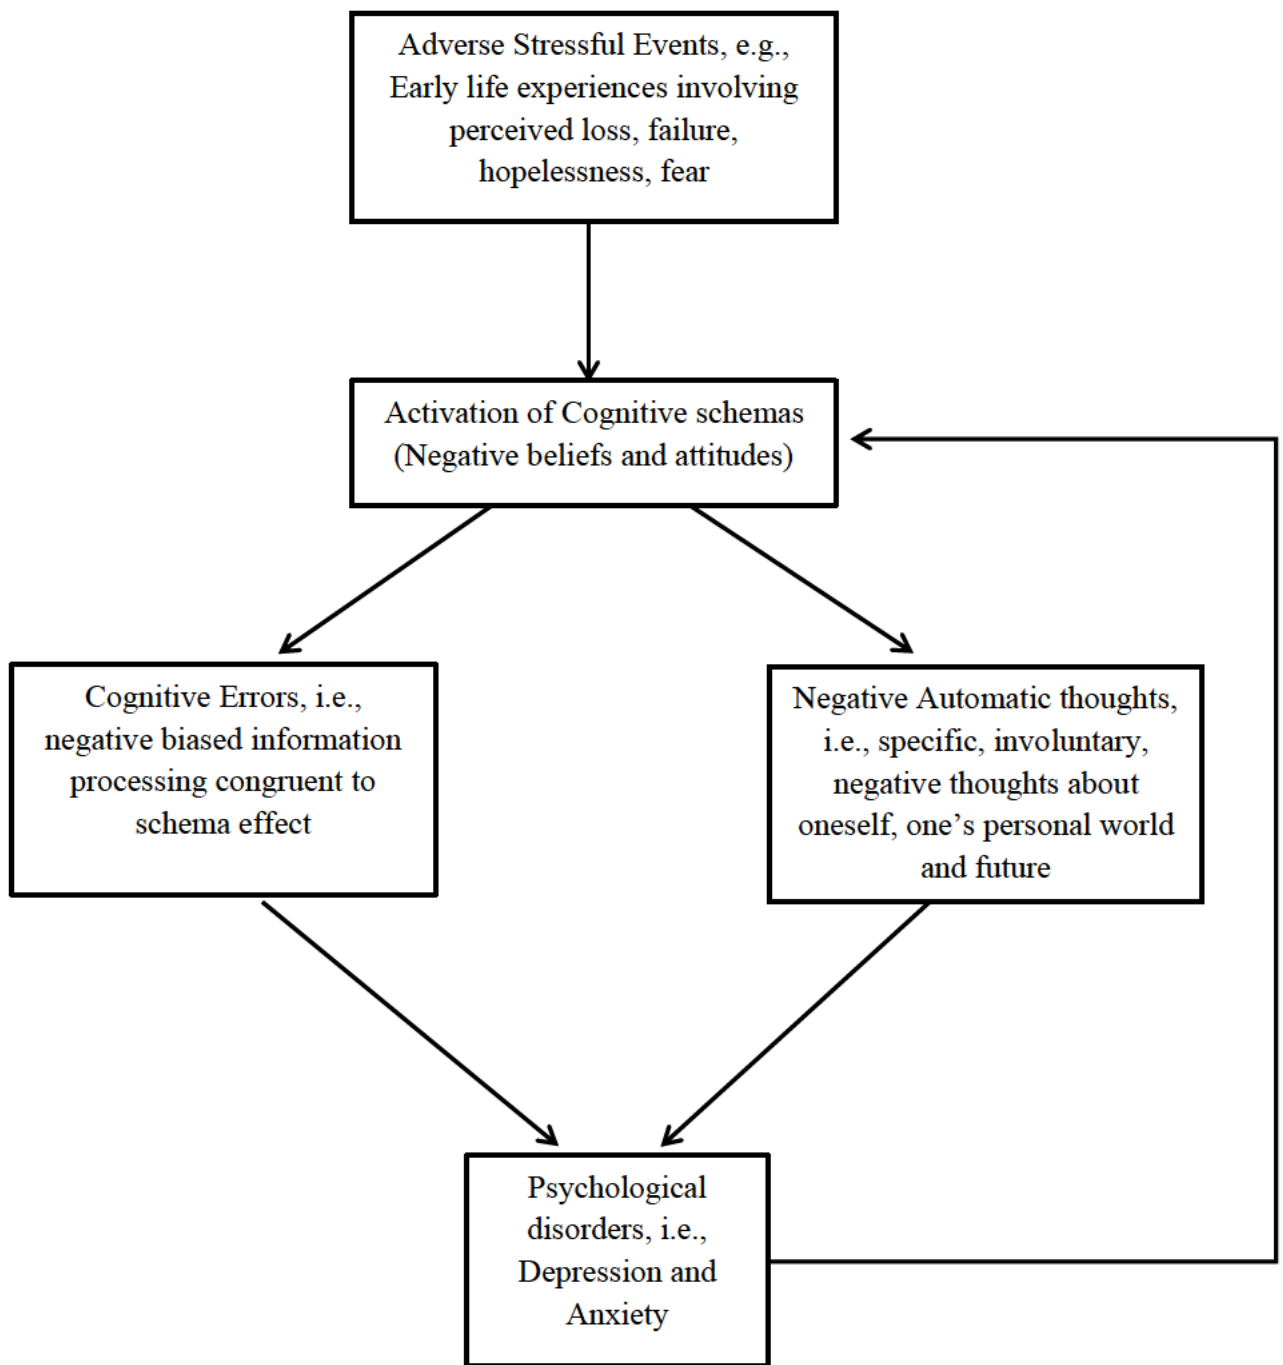 Adverse Stressful Events, e.g.,
Early life experiences involving
perceived loss, failure,
hopelessness, fear
Activation of Cognitive schemas
(Negative beliefs and attitudes)
Cognitive Errors, i.e.,
negative biased information
processing congruent to
schema effect
Negative Automatic thoughts,
i.e., specific, involuntary,
negative thoughts about
oneself, one’s personal world
and future
Psychological
disorders, i.e.,
Depression and
Anxiety